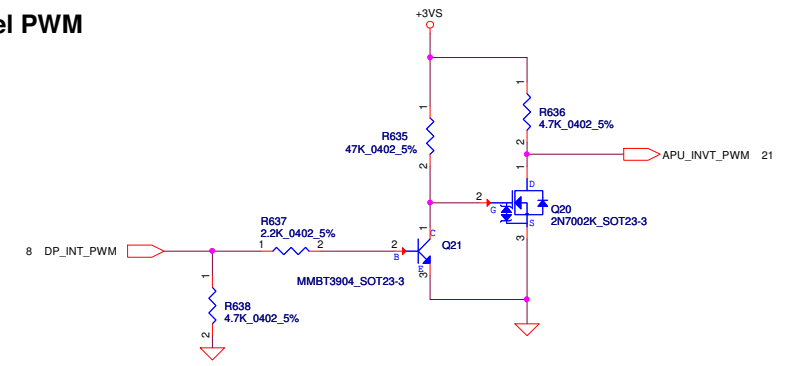 el PWM
+3VS
1
1
R636
4.7K_0402_5%
R635
47K_0402_5%
2
2
APU_INVT_PWM 21
1
D
2
G
Q20
2N7002K_SOT23-3
S
3
1
C
R637
2.2K_0402_5%
8 DP_INT_PWM
1
2
2
B
Q21
E
3
MMBT3904_SOT23-3
1
R638
4.7K_0402_5%
2